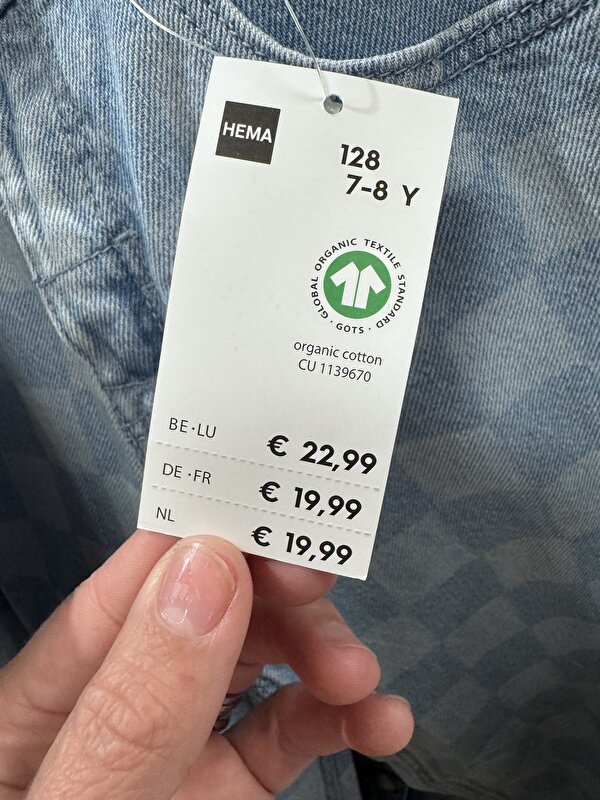 HEMA
128
7-8 Y
GLOBAL ORGANIC TEXTILE STANDARD
· GOTS ·
organic cotton
CU 1139670
BE·LU € 22,99
DE·FR € 19,99
NL € 19,99